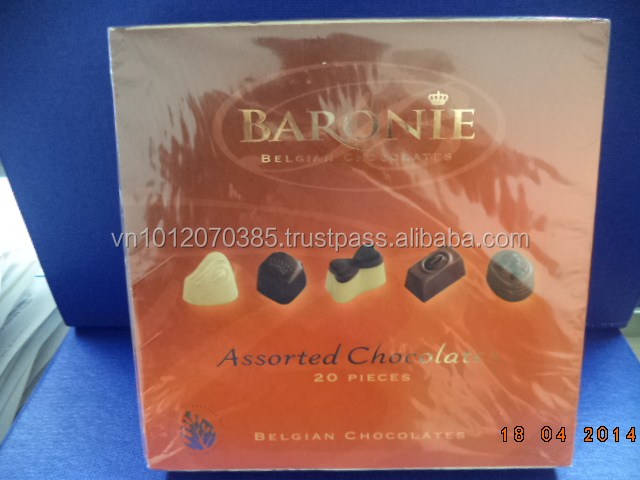 BARONIE
BELGIAN CHOCOLATES
vn1012070385.trustpass.alibaba.com
Assorted Chocolates
20 PIECES
BELGIAN CHOCOLATES
18 04 2014